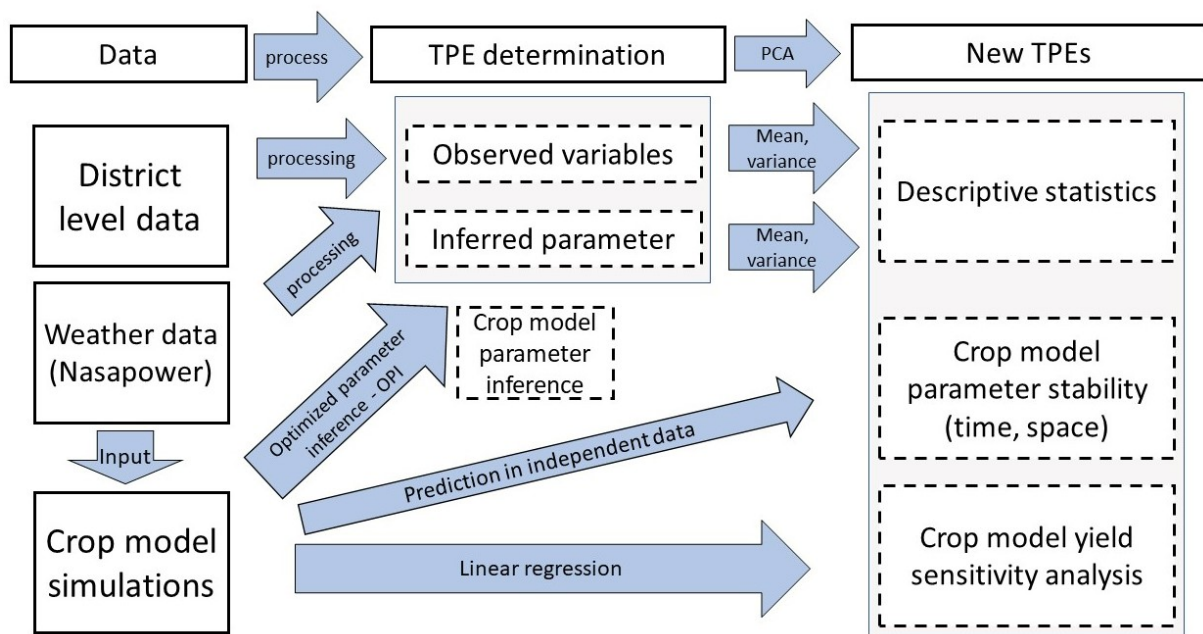 Data
process
TPE determination
PCA
New TPEs
District
level data
processing
Observed variables
Mean,
variance
Descriptive statistics
processing
Inferred parameter
Mean,
variance
Weather data
(Nasapower)
Optimized parameter
inference - OPI
Crop model
parameter
inference
Crop model
parameter stability
(time, space)
Input
Prediction in independent data
Crop model
simulations
Linear regression
Crop model yield
sensitivity analysis